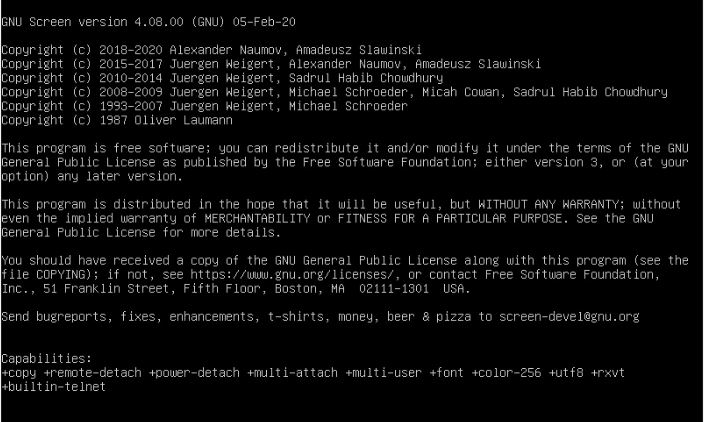 GNU Screen version 4.08.00 (GNU) 05-Feb-20
Copyright (c) 2018-2020 Alexander Naumov, Amadeusz Slawinski
Copyright (c) 2015-2017 Juergen Weigert, Alexander Naumov, Amadeusz Slawinski
Copyright (c) 2010-2014 Juergen Weigert, Sadrul Habib Chowdhury
Copyright (c) 2008-2009 Juergen Weigert, Michael Schroeder, Micah Cowan, Sadrul Habib Chowdhury
Copyright (c) 1993-2007 Juergen Weigert, Michael Schroeder
Copyright (c) 1987 Oliver Laumann
This program is free software; you can redistribute it and/or modify it under the terms of the GNU
General Public License as published by the Free Software Foundation; either version 3, or (at your
option) any later version.
This program is distributed in the hope that it will be useful, but WITHOUT ANY WARRANTY; without
even the implied warranty of MERCHANTABILITY or FITNESS FOR A PARTICULAR PURPOSE. See the GNU
General Public License for more details.
You should have received a copy of the GNU General Public License along with this program (see the
file COPYING); if not, see https://www.gnu.org/licenses/, or contact Free Software Foundation,
Inc., 51 Franklin Street, Fifth Floor, Boston, MA  02111-1301  USA.
Send bugreports, fixes, enhancements, t-shirts, money, beer & pizza to screen-devel@gnu.org
Capabilities:
+copy +remote-detach +power-detach +multi-attach +multi-user +font +color-256 +utf8 +rxvt
+builtin-telnet